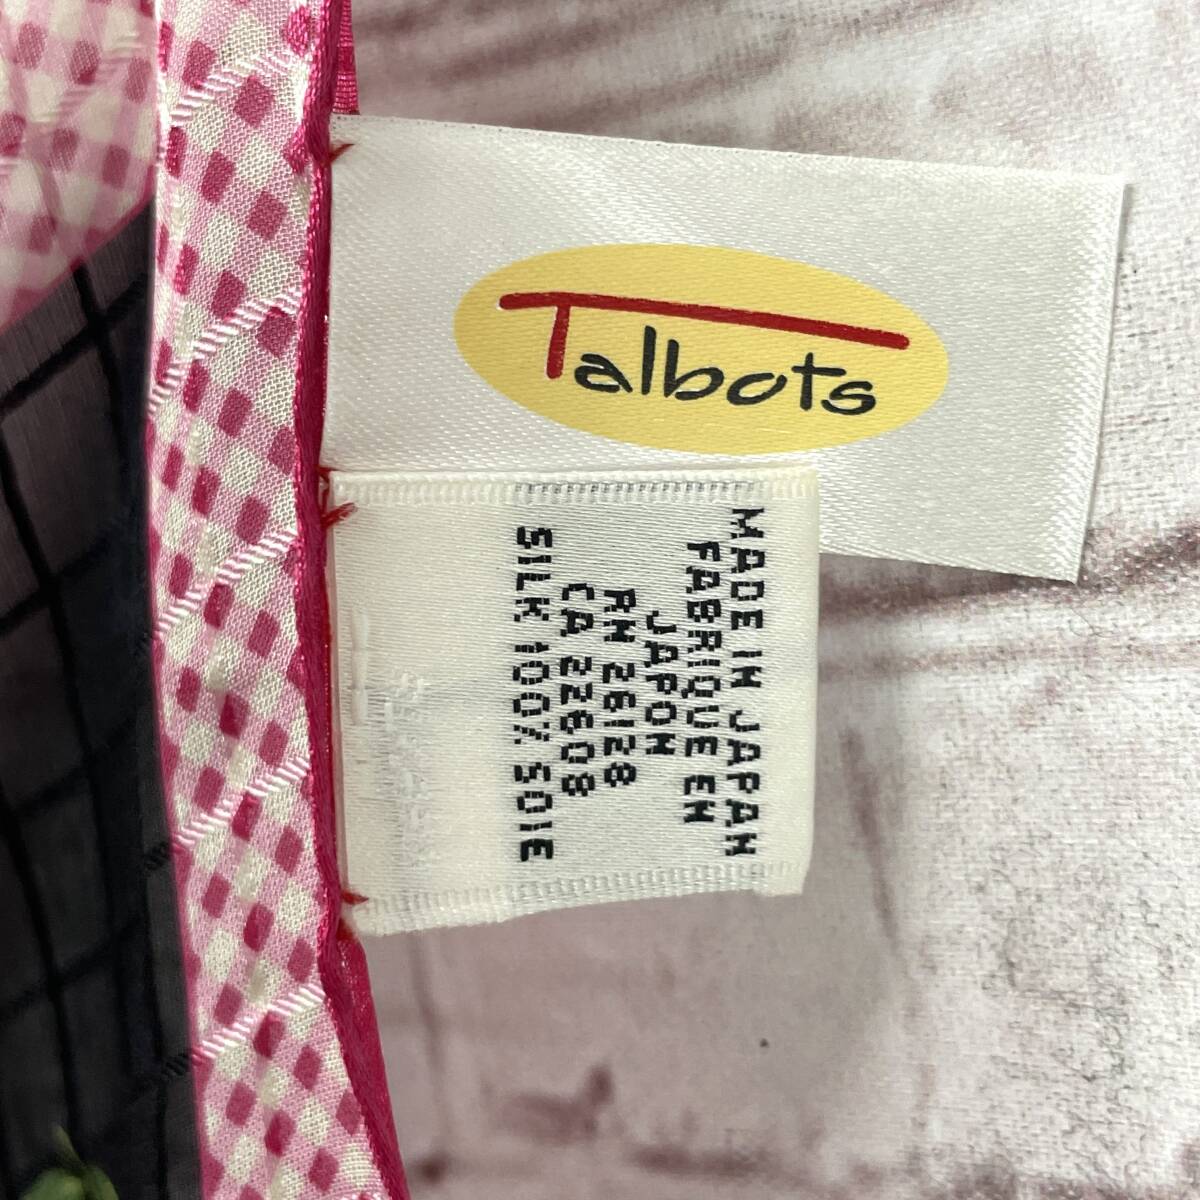 Talbots
MADE IN JAPAN
FABRIQUE EN
JAPON
RN 26128
CA 22608
SILK 100% SOIE